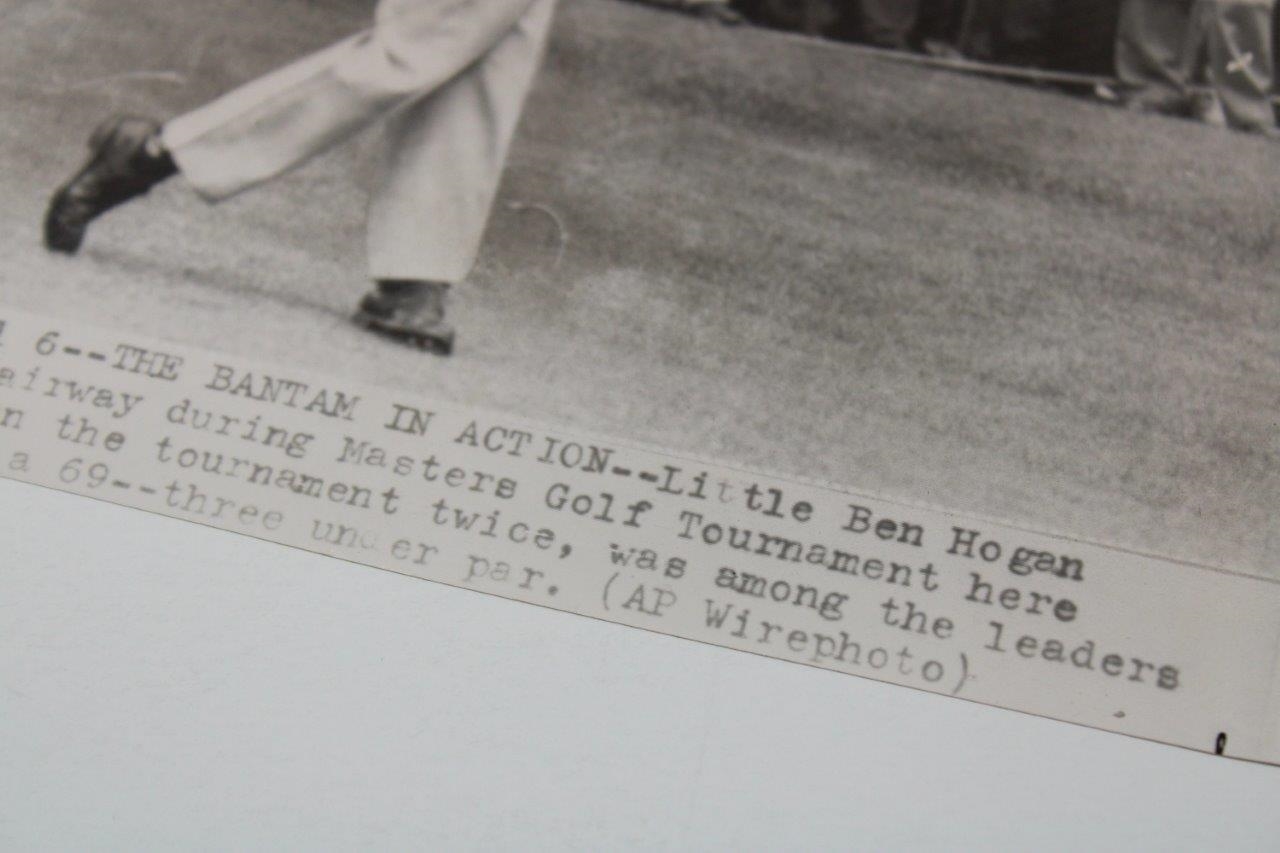 6--THE BANTAM IN ACTION--Little Ben Hogan
airway during Masters Golf Tournament here
n the tournament twice, was among the leaders
a 69--three under par. (AP Wirephoto)